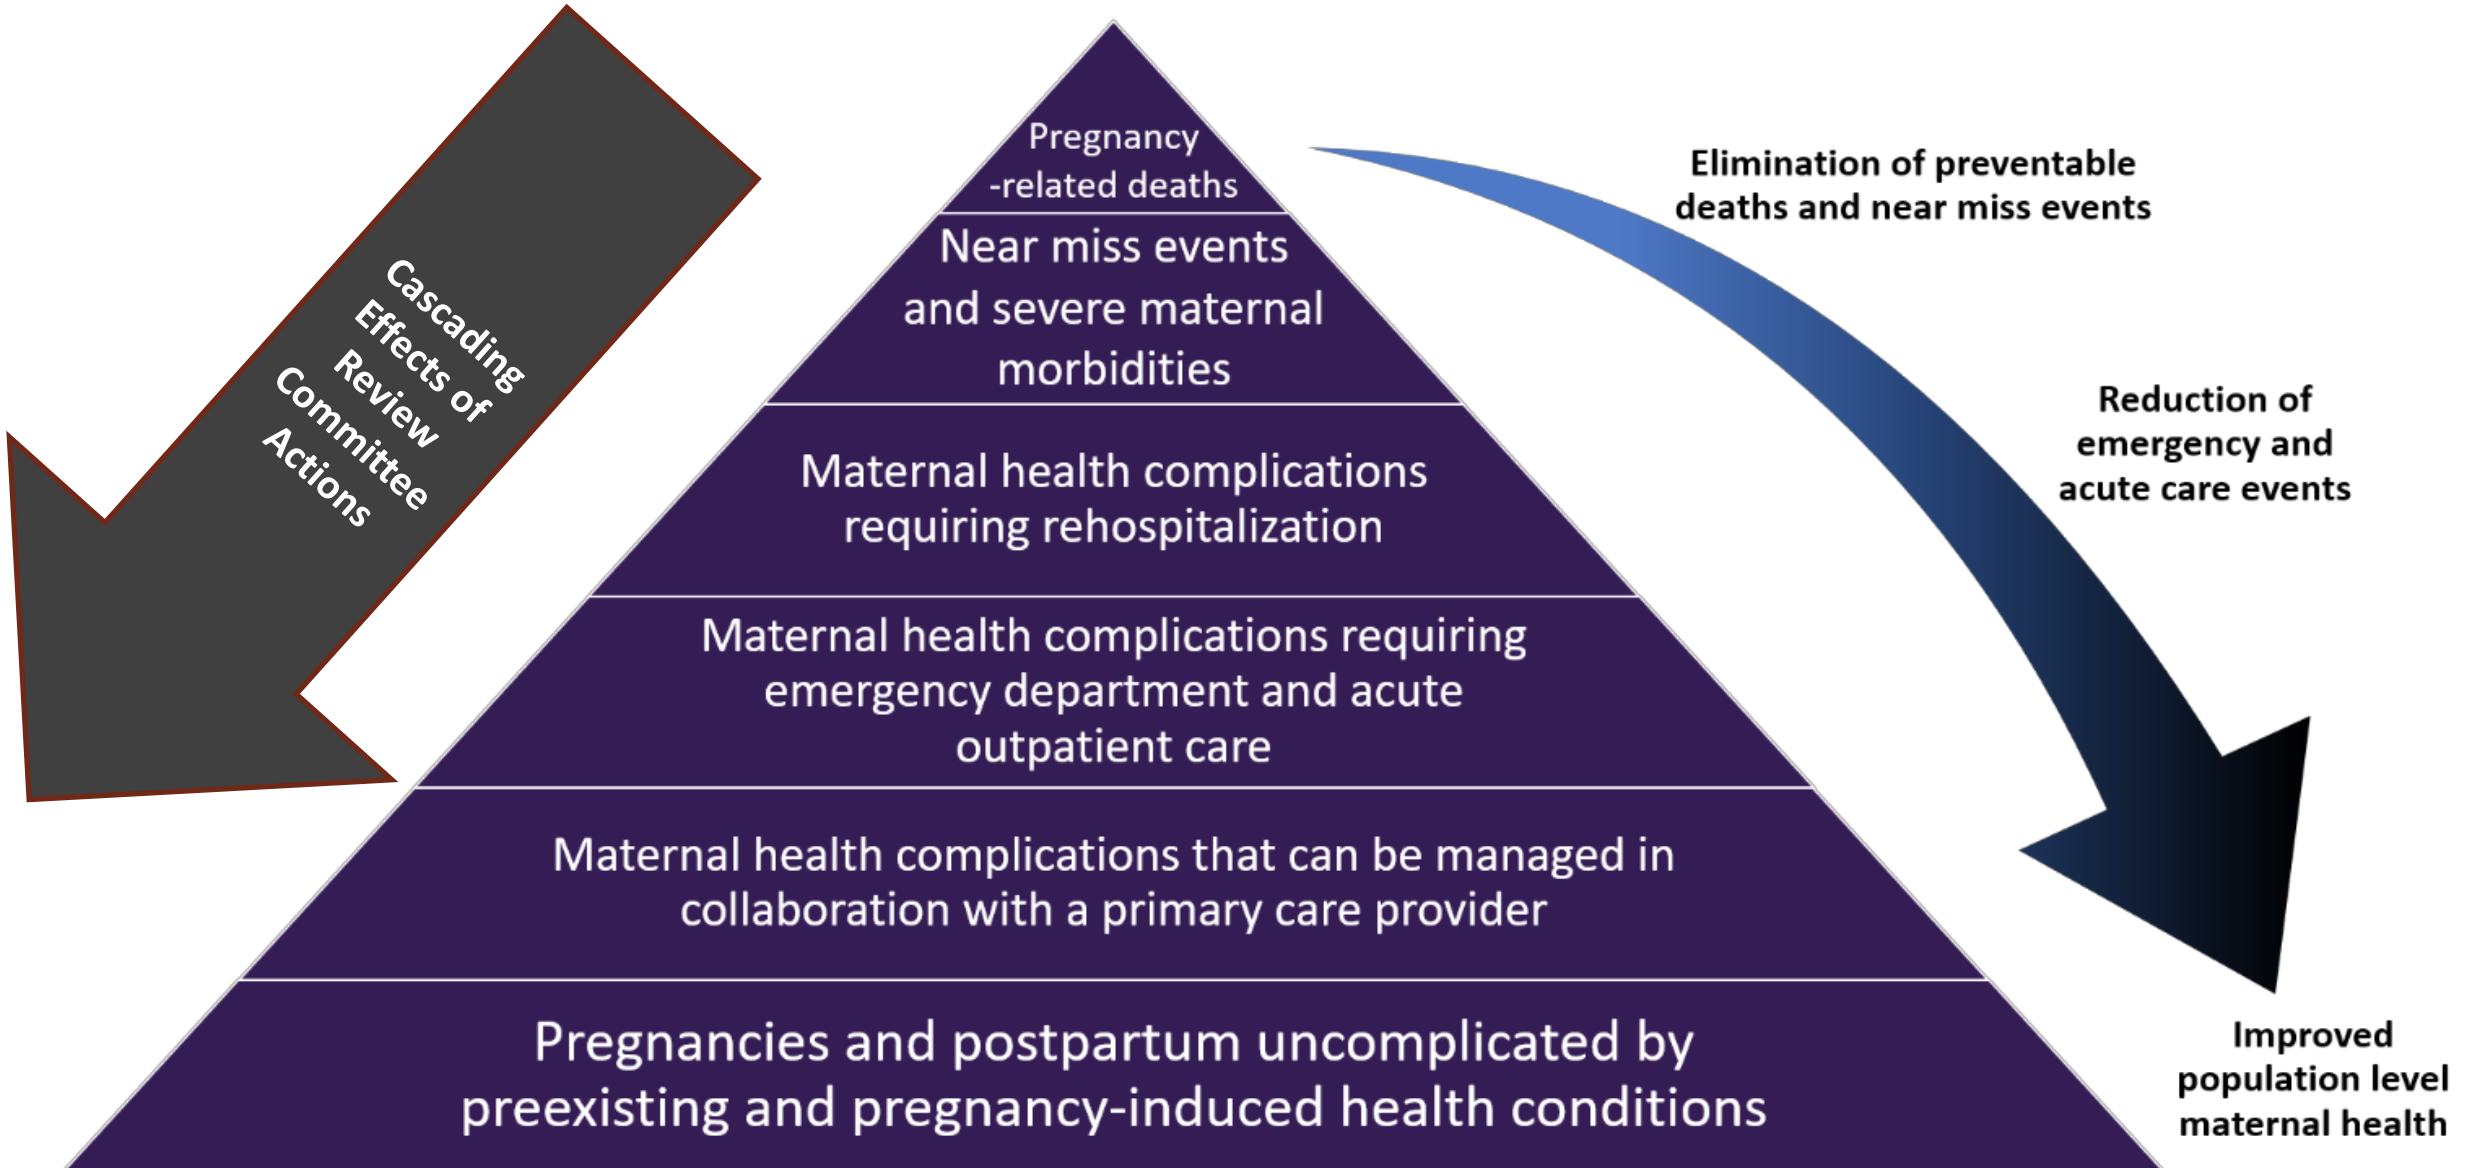 Cascading
Effects of
Review
Committee
Actions
Pregnancy
-related deaths
Near miss events
and severe maternal
morbidities
Maternal health complications
requiring rehospitalization
Maternal health complications requiring
emergency department and acute
outpatient care
Maternal health complications that can be managed in
collaboration with a primary care provider
Pregnancies and postpartum uncomplicated by
preexisting and pregnancy-induced health conditions
Elimination of preventable
deaths and near miss events
Reduction of
emergency and
acute care events
Improved
population level
maternal health